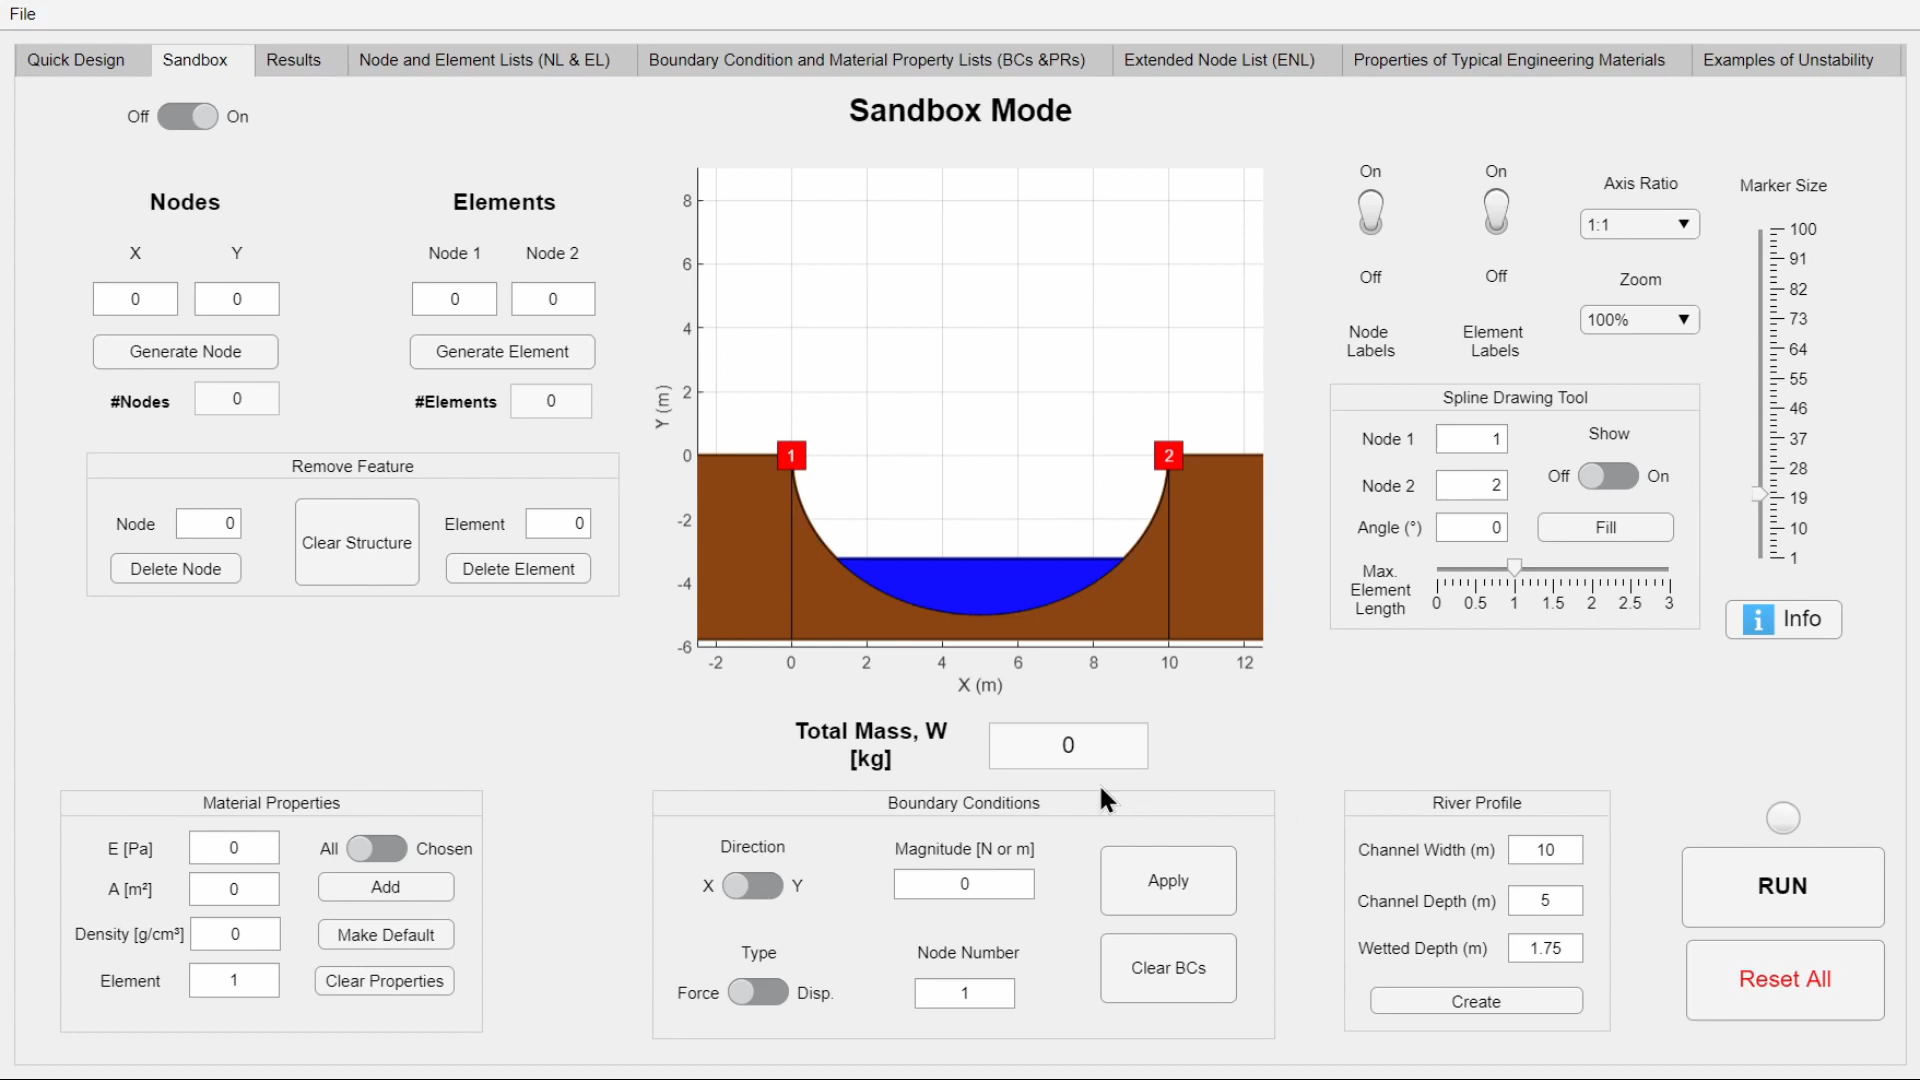 File
Quick Design
Sandbox
Results
Node and Element Lists (NL & EL)
Boundary Condition and Material Property Lists (BCs &PRs)
Extended Node List (ENL)
Properties of Typical Engineering Materials
Examples of Unstability
Off
On
Sandbox Mode
Nodes
X
Y
0
0
Generate Node
#Nodes
0
Elements
Node 1
Node 2
0
0
Generate Element
#Elements
0
Remove Feature
Node
0
Delete Node
Clear Structure
Element
0
Delete Element
8
6
4
2
0
-2
-4
-6
Y (m)
1
2
-2
0
2
4
6
8
10
12
X (m)
On
Off
Node
Labels
On
Off
Element
Labels
Axis Ratio
1:1
Zoom
100%
Marker Size
100
91
82
73
64
55
46
37
28
19
10
1
Spline Drawing Tool
Node 1
1
Node 2
2
Angle (°)
0
Show
Off
On
Fill
Max.
Element
Length
0
0.5
1
1.5
2
2.5
3
i
Info
Total Mass, W
[kg]
0
Material Properties
E [Pa]
0
A [m²]
0
Density [g/cm³]
0
Element
1
All
Chosen
Add
Make Default
Clear Properties
Boundary Conditions
Direction
X
Y
Magnitude [N or m]
0
Apply
Type
Force
Disp.
Node Number
1
Clear BCs
River Profile
Channel Width (m)
10
Channel Depth (m)
5
Wetted Depth (m)
1.75
Create
RUN
Reset All